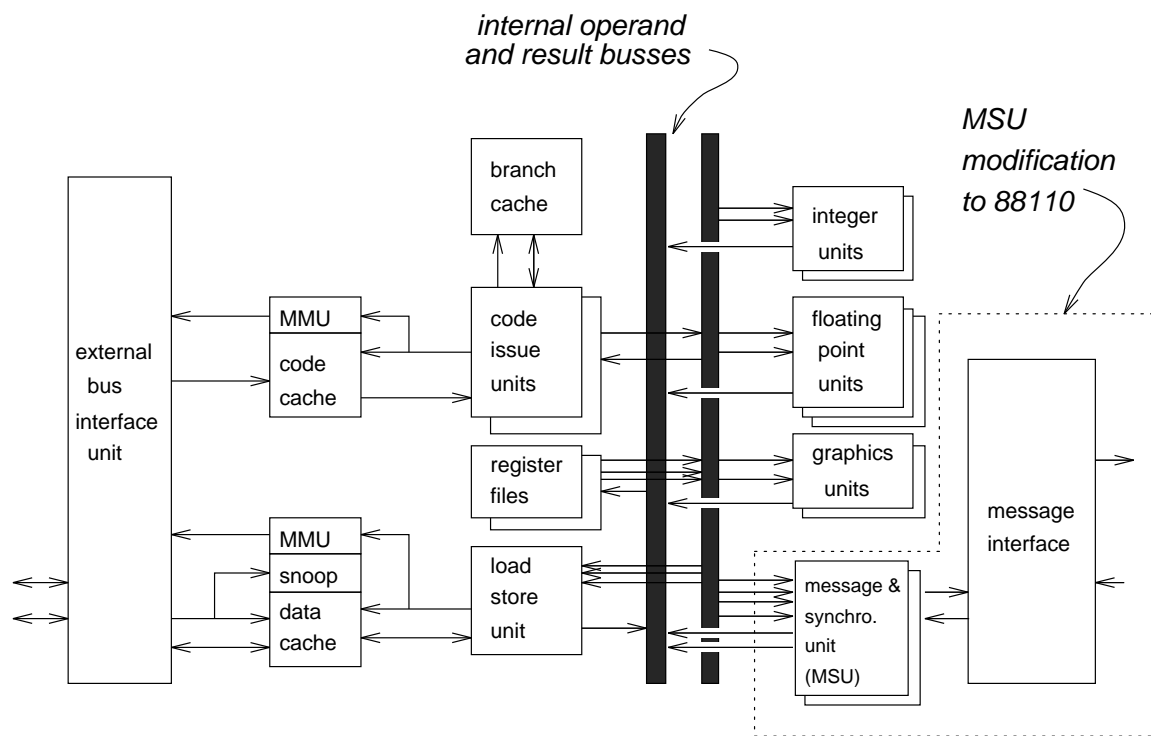 internal operand
and result busses
MSU
modification
to 88110
branch
cache
integer
units
external
bus
interface
unit
MMU
code
cache
code
issue
units
floating
point
units
register
files
graphics
units
message
interface
MMU
snoop
data
cache
load
store
unit
message &
synchro.
unit
(MSU)